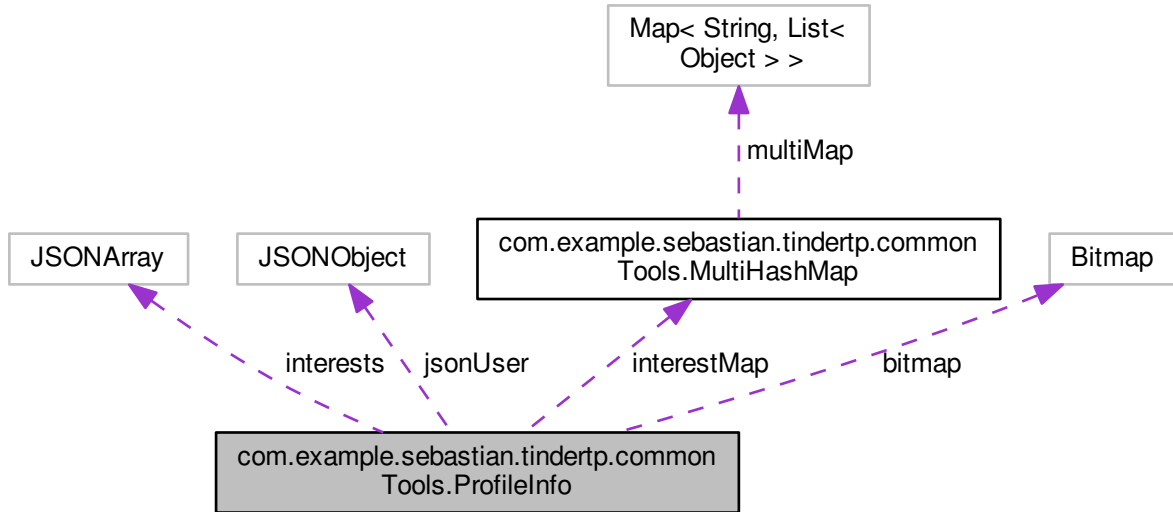 Map< String, List<
Object > >
multiMap
JSONArray
JSONObject
com.example.sebastian.tindertp.common
Tools.MultiHashMap
Bitmap
interests
jsonUser
interestMap
bitmap
com.example.sebastian.tindertp.common
Tools.ProfileInfo